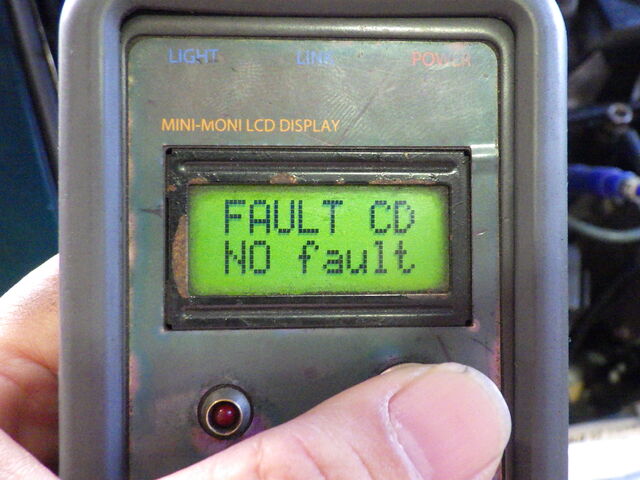 LIGHT LINK POWER
MINI-MONI LCD DISPLAY
FAULT CD
NO fault